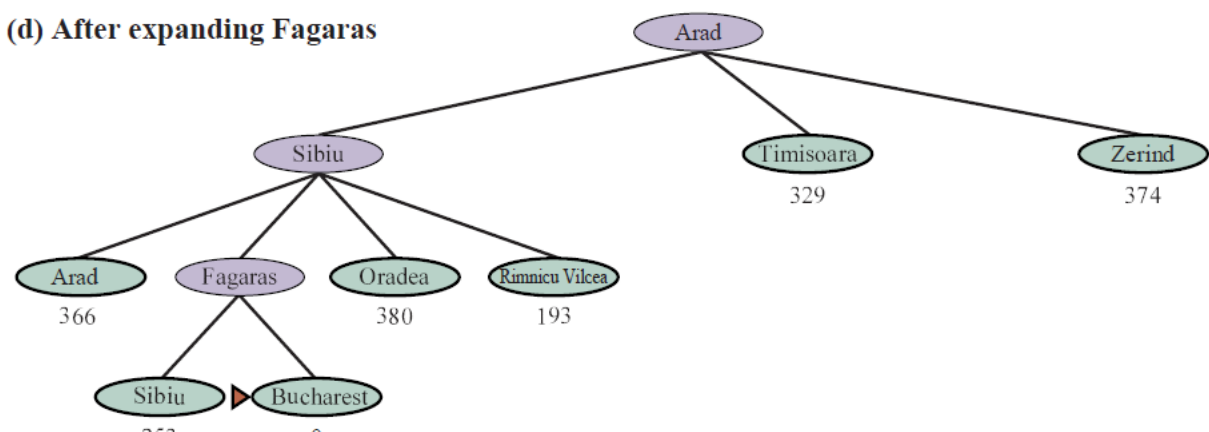 (d) After expanding Fagaras
Arad
Sibiu
Timisoara
Zerind
329
374
Arad
Fagaras
Oradea
Rimnicu Vilcea
366
380
193
Sibiu
Bucharest